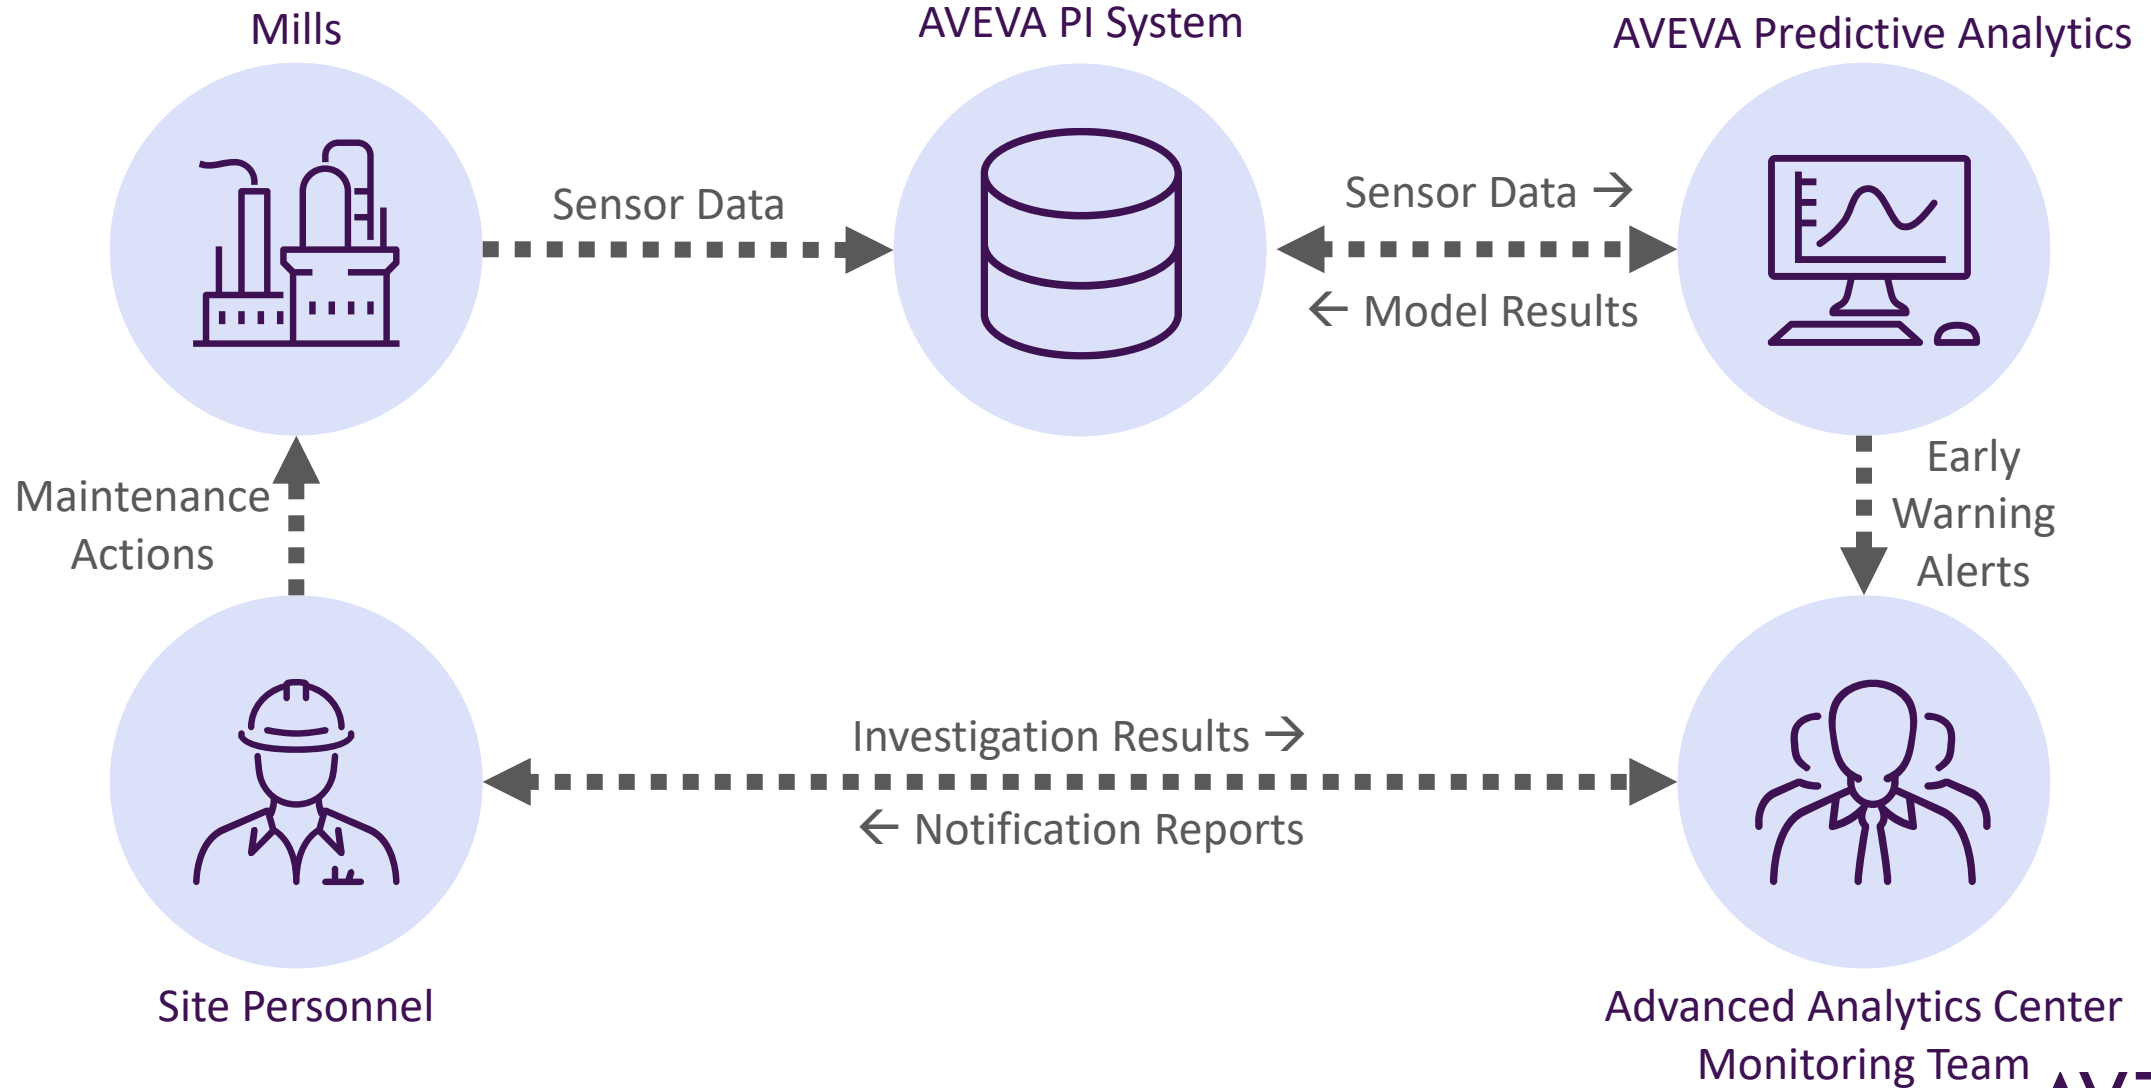 Mills
AVEVA PI System
AVEVA Predictive Analytics
Sensor Data
Sensor Data →
← Model Results
Maintenance
Actions
Early
Warning
Alerts
Investigation Results →
← Notification Reports
Site Personnel
Advanced Analytics Center
Monitoring Team